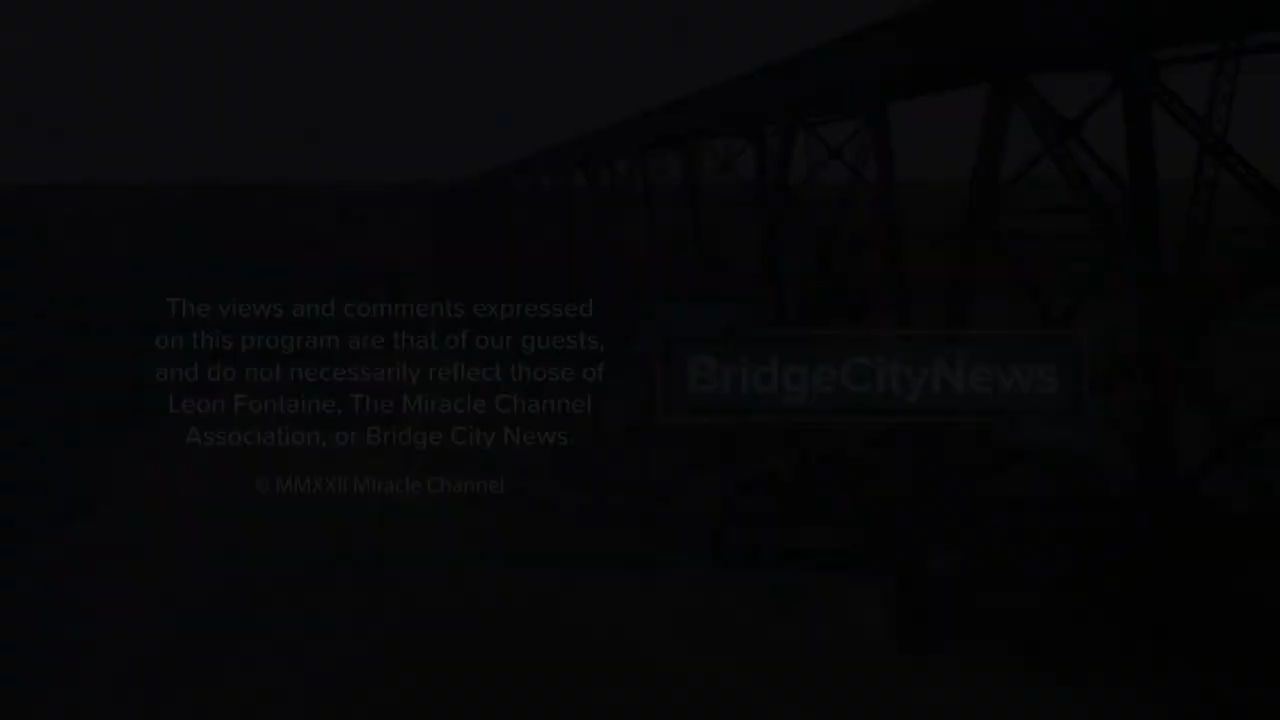 The views and comments expressed
on this program are that of our guests,
and do not necessarily reflect those of
Leon Fontaine, The Miracle Channel
Association, or Bridge City News.
© MMXXII Miracle Channel
BridgeCityNews